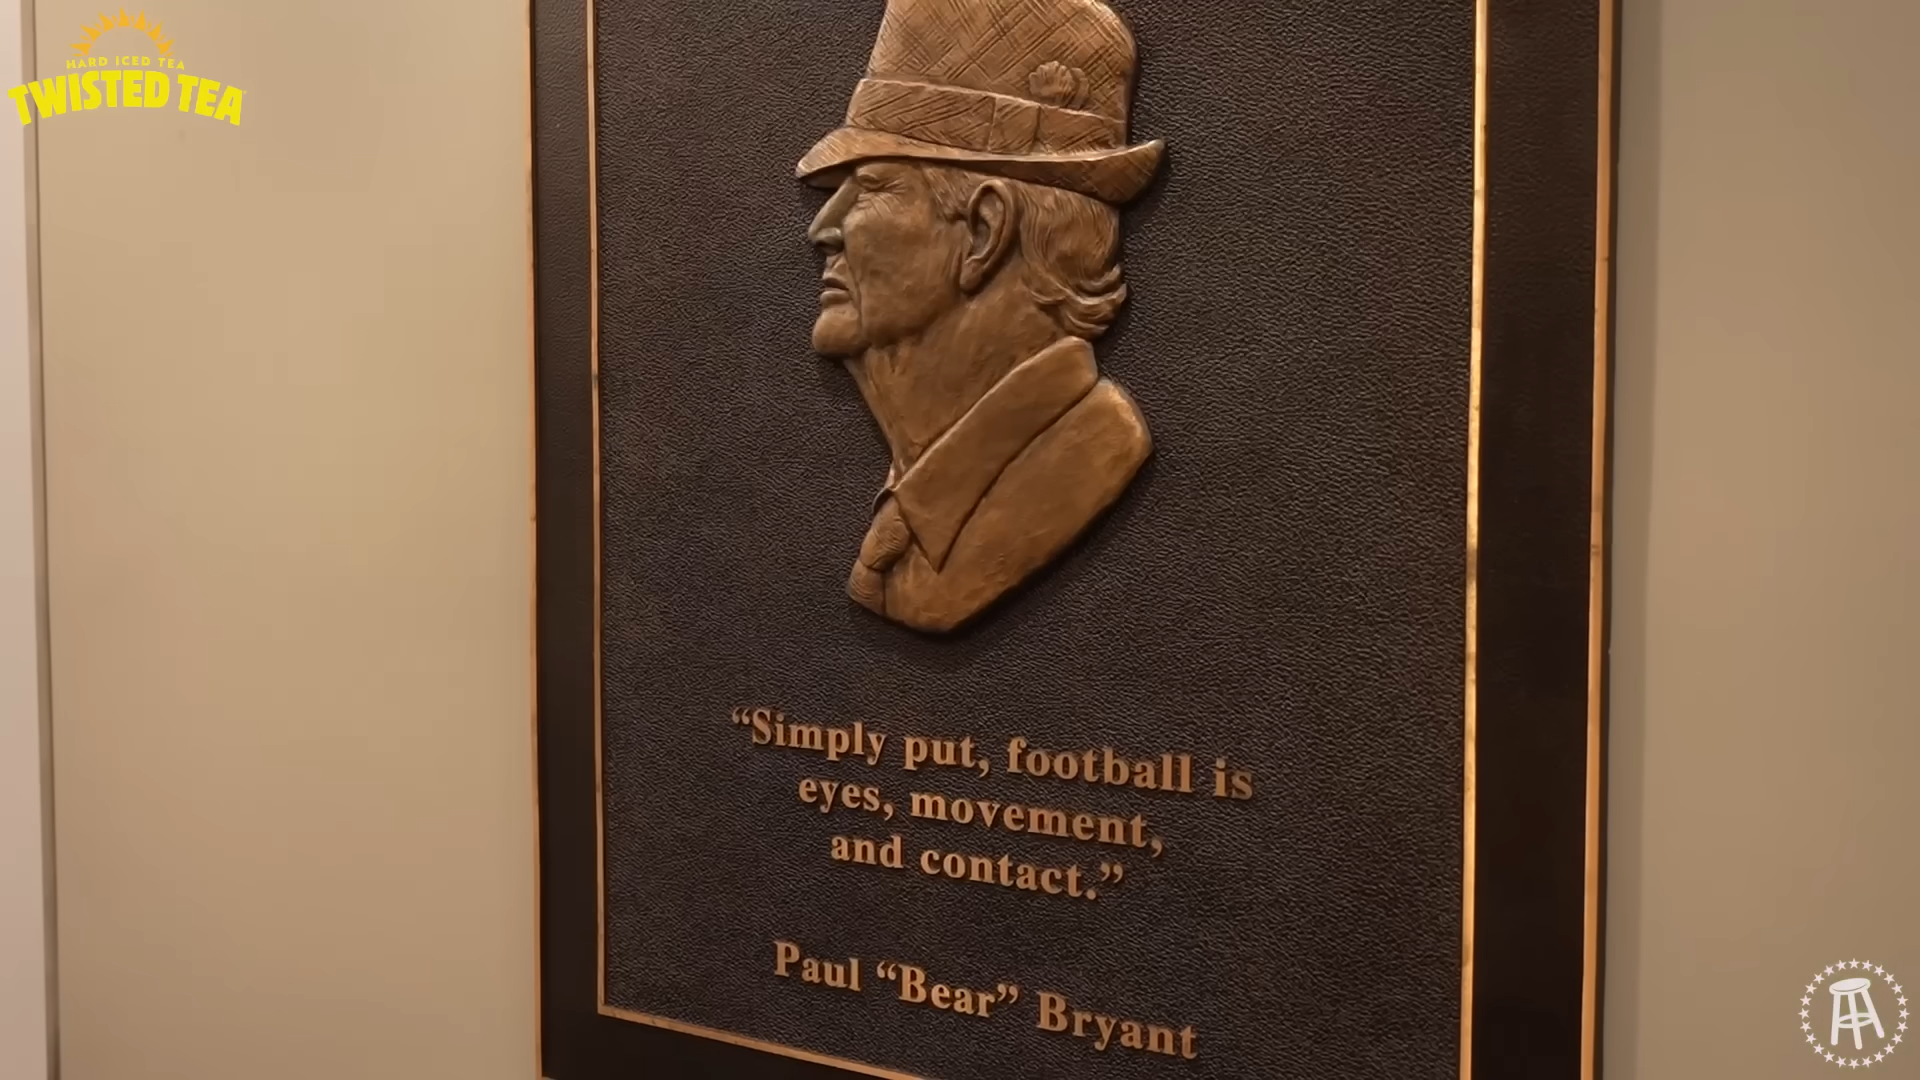 HARD ICED TEA
TWISTED TEA
“Simply put, football is
eyes, movement,
and contact.”
Paul “Bear” Bryant